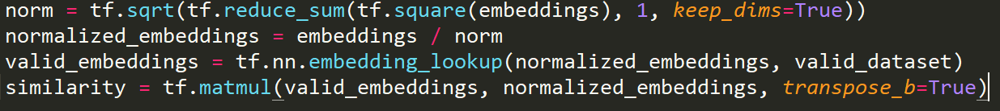 norm = tf.sqrt(tf.reduce_sum(tf.square(embeddings), 1, keep_dims=True))
normalized_embeddings = embeddings / norm
valid_embeddings = tf.nn.embedding_lookup(normalized_embeddings, valid_dataset)
similarity = tf.matmul(valid_embeddings, normalized_embeddings, transpose_b=True)